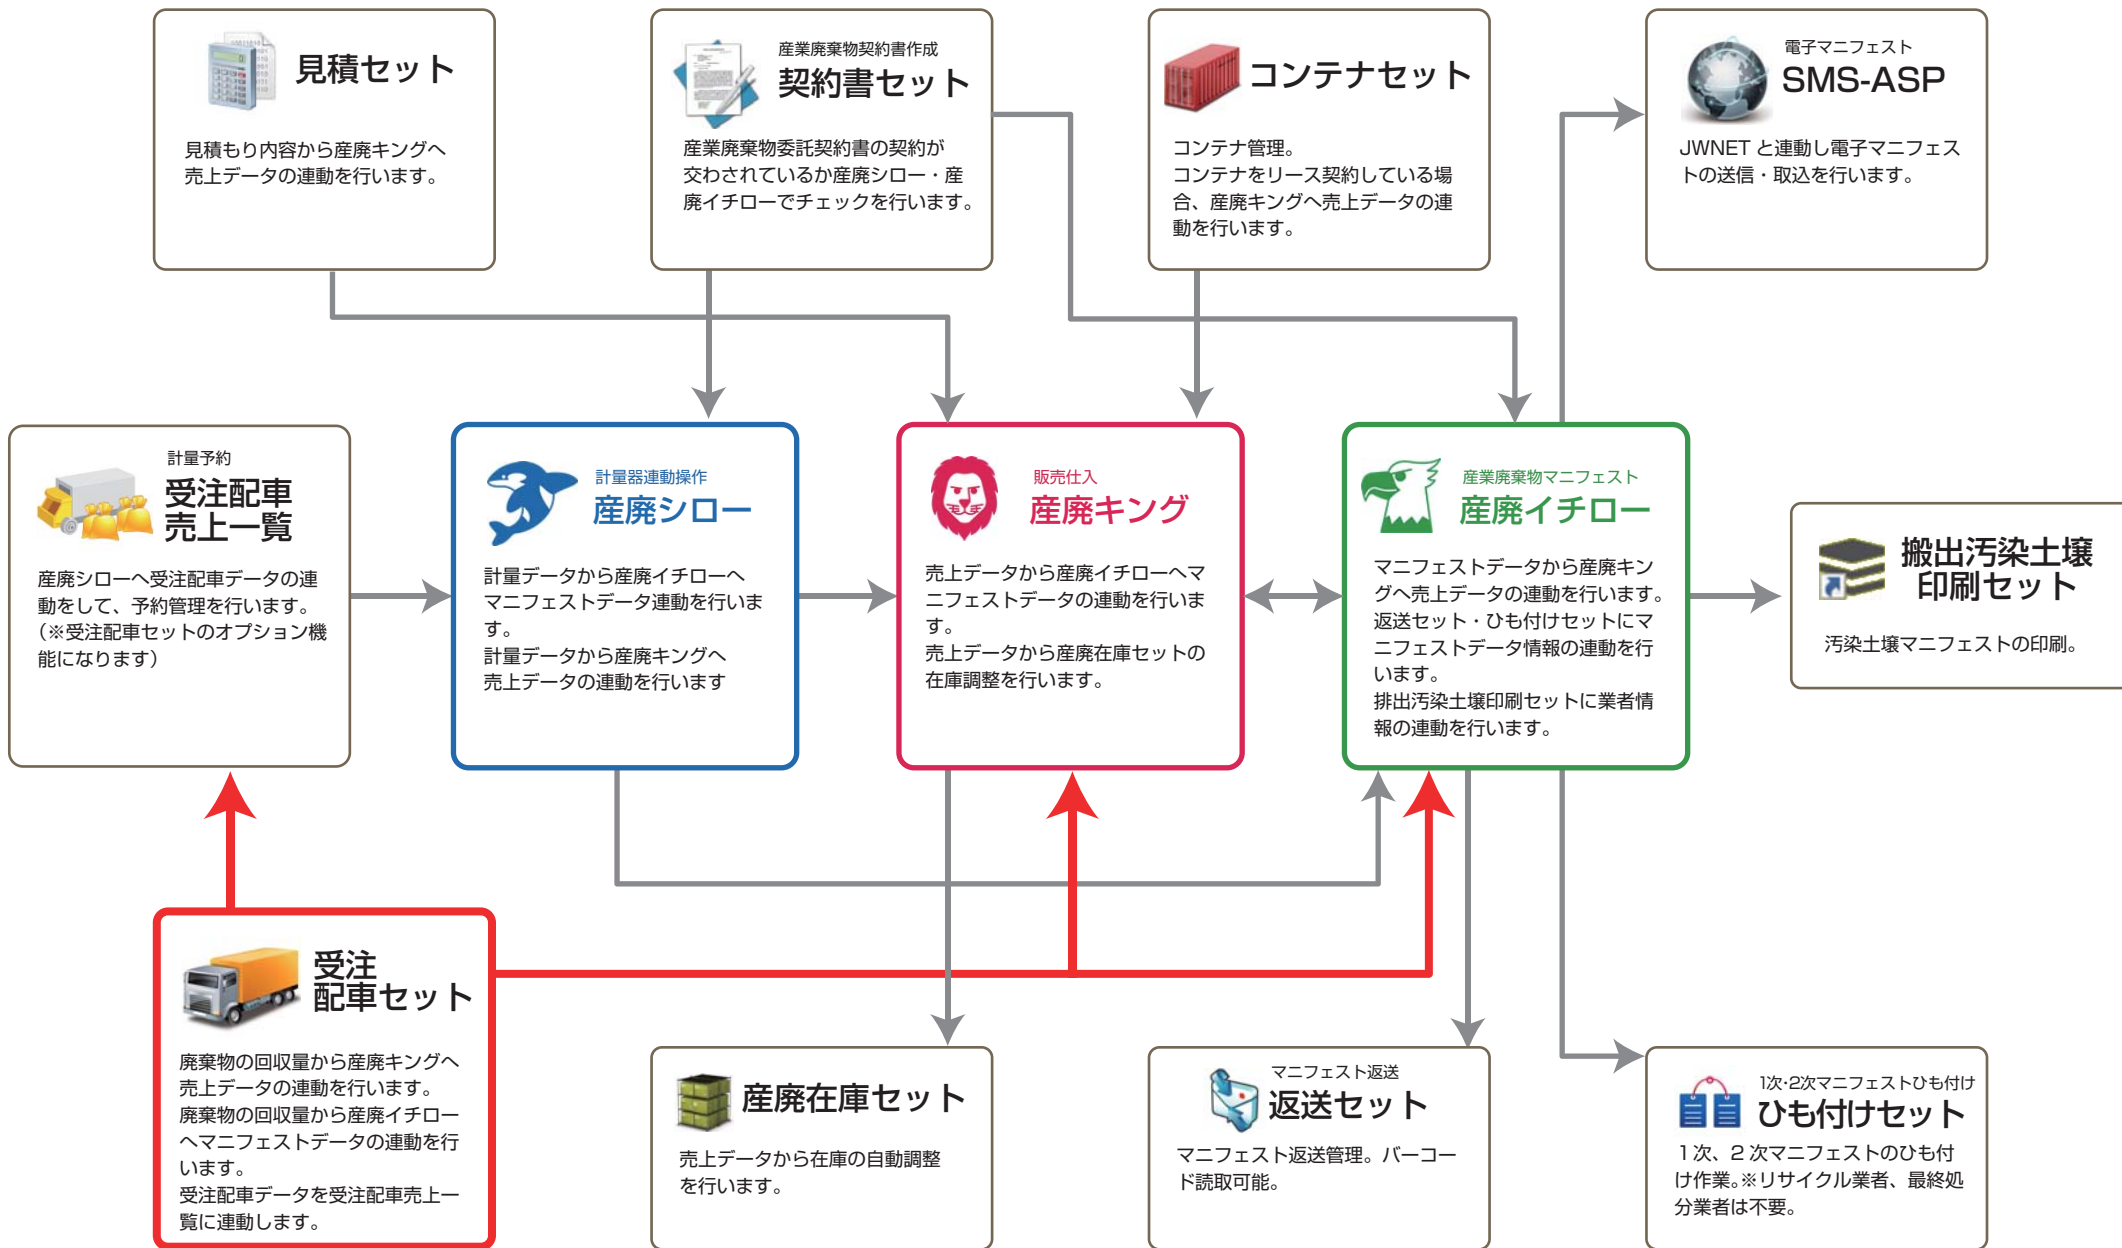 見積セット
見積もり内容から産廃キングへ
売上データの連動を行います。
産業廃棄物契約書作成
契約書セット
産業廃棄物委託契約書の契約が
交わされているか産廃シロー・産
廃イチローでチェックを行います。
コンテナセット
コンテナ管理。
コンテナをリース契約している場
合、産廃キングへ売上データの連
動を行います。
電子マニフェスト
SMS-ASP
JWNET と連動し電子マニフェス
トの送信・取込を行います。
計量予約
受注配車
売上一覧
産廃シローへ受注配車データの連
動をして、予約管理を行います。
（※受注配車セットのオプション機
能になります）
計量器連動操作
産廃シロー
計量データから産廃イチローへ
マニフェストデータ連動を行いま
す。
計量データから産廃キングへ
売上データの連動を行います
販売仕入
産廃キング
売上データから産廃イチローへマ
ニフェストデータの連動を行いま
す。
売上データから産廃在庫セットの
在庫調整を行います。
産業廃棄物マニフェスト
産廃イチロー
マニフェストデータから産廃キン
グへ売上データの連動を行います。
返送セット・ひも付けセットにマ
ニフェストデータ情報の連動を行
います。
排出汚染土壌印刷セットに業者情
報の連動を行います。
搬出汚染土壌
印刷セット
汚染土壌マニフェストの印刷。
受注
配車セット
廃棄物の回収量から産廃キングへ
売上データの連動を行います。
廃棄物の回収量から産廃イチロー
へマニフェストデータの連動を行
います。
受注配車データを受注配車売上一
覧に連動します。
産廃在庫セット
売上データから在庫の自動調整
を行います。
マニフェスト返送
返送セット
マニフェスト返送管理。バーコー
ド読取可能。
1次・2次マニフェストひも付け
ひも付けセット
１次、２次マニフェストのひも付
け作業。※リサイクル業者、最終処
分業者は不要。